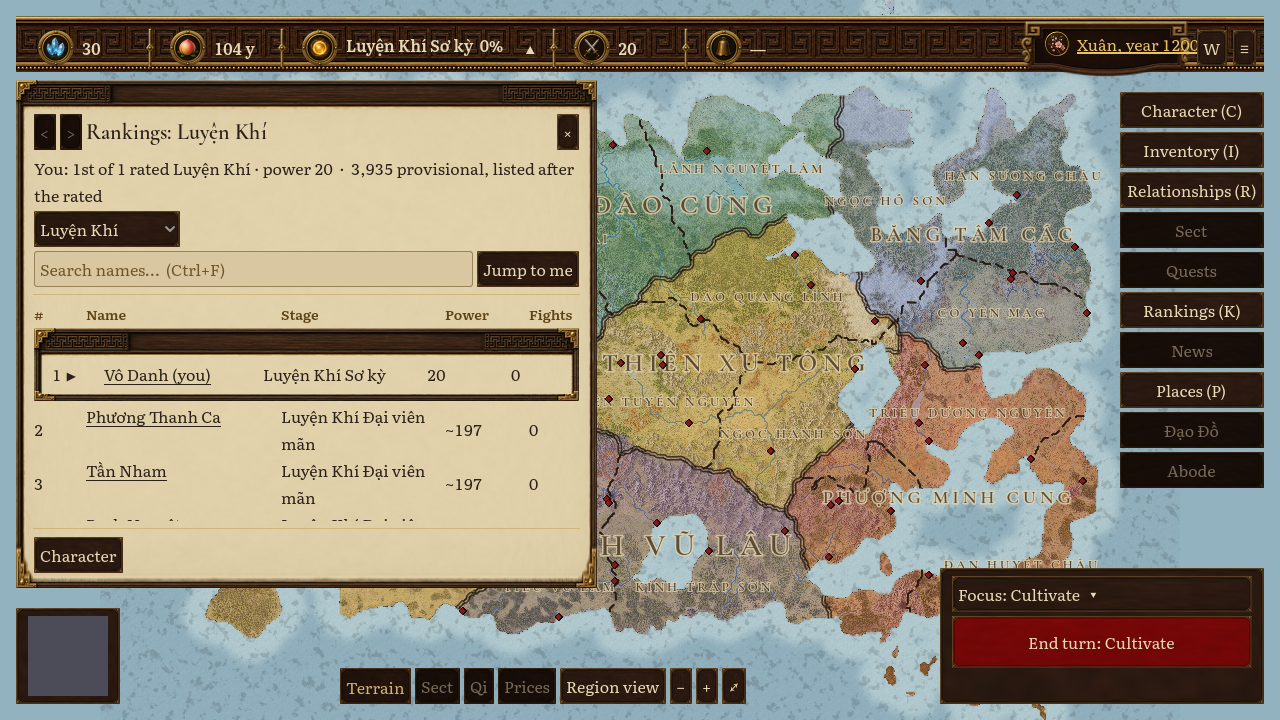 30
104 y
Luyện Khí Sơ kỳ 0%
▲
20
—
Xuân, year 1200
W
≡
< > Rankings: Luyện Khí ×
You: 1st of 1 rated Luyện Khí · power 20 · 3,935 provisional, listed after
the rated
Luyện Khí
Search names... (Ctrl+F)
Jump to me
# Name Stage Power Fights
1 ► Vô Danh (you) Luyện Khí Sơ kỳ 20 0
2 Phương Thanh Ca Luyện Khí Đại viên mãn ~197 0
3 Tần Nham Luyện Khí Đại viên mãn ~197 0
Character
LÃNH NGUYỆT LÂM
ĐÀO CUNG
HÀN SƯƠNG CHÂU
NGỌC HỒ SƠN
BĂNG TÂM CÁC
ĐÀO QUANG LĨNH
CÔ YÊN MẠC
THIÊN XU TÔNG
TUYỀN NGUYÊN
TRIỀU DƯƠNG NGUYÊN
NGỌC HÀNH SƠN
PHƯỢNG MINH CUNG
VŨ LÂU
ĐAN HUYỆT CHÂU
KINH TRẬP SƠN
Character (C)
Inventory (I)
Relationships (R)
Sect
Quests
Rankings (K)
News
Places (P)
Đạo Đồ
Abode
Focus: Cultivate ▾
End turn: Cultivate
Terrain
Sect
Qi
Prices
Region view
−
+
⤢